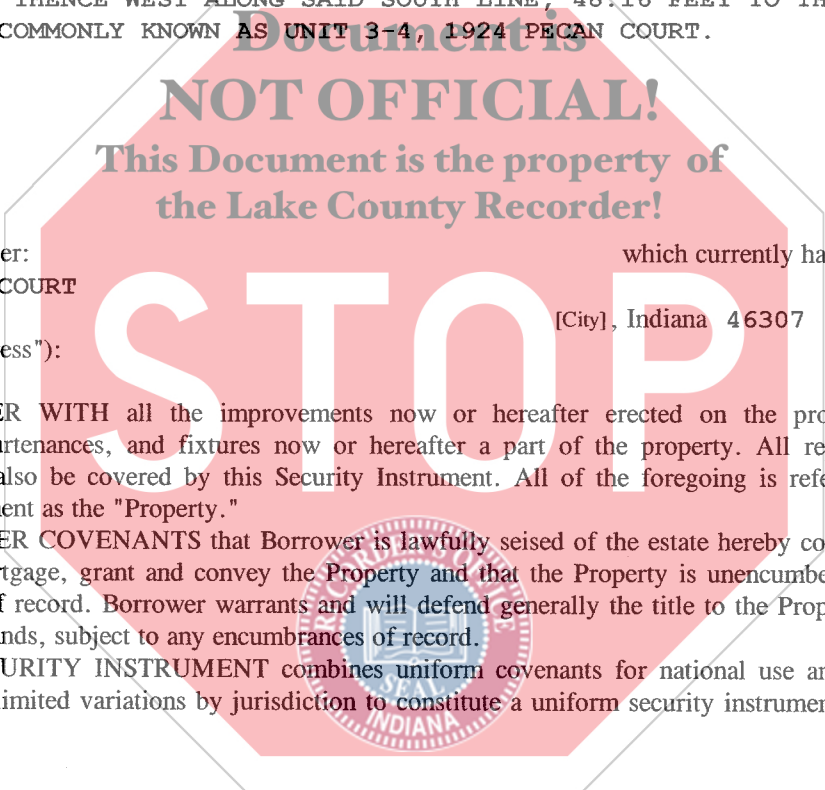 THENCE WEST ALONG SAID SOUTH LINE, 48.16 FEET TO TH
COMMONLY KNOWN AS UNIT 3-4, 1924 PECAN COURT.
Document is
NOT OFFICIAL!
This Document is the property of
the Lake County Recorder!
er: which currently ha
COURT
[City], Indiana 46307
ess"):
STOP
ER WITH all the improvements now or hereafter erected on the pro
urtenances, and fixtures now or hereafter a part of the property. All re
also be covered by this Security Instrument. All of the foregoing is refe
ent as the "Property."
ER COVENANTS that Borrower is lawfully seised of the estate hereby co
tgage, grant and convey the Property and that the Property is unencumbe
f record. Borrower warrants and will defend generally the title to the Prop
nds, subject to any encumbrances of record.
URITY INSTRUMENT combines uniform covenants for national use an
limited variations by jurisdiction to constitute a uniform security instrumen
SEAL
INDIANA